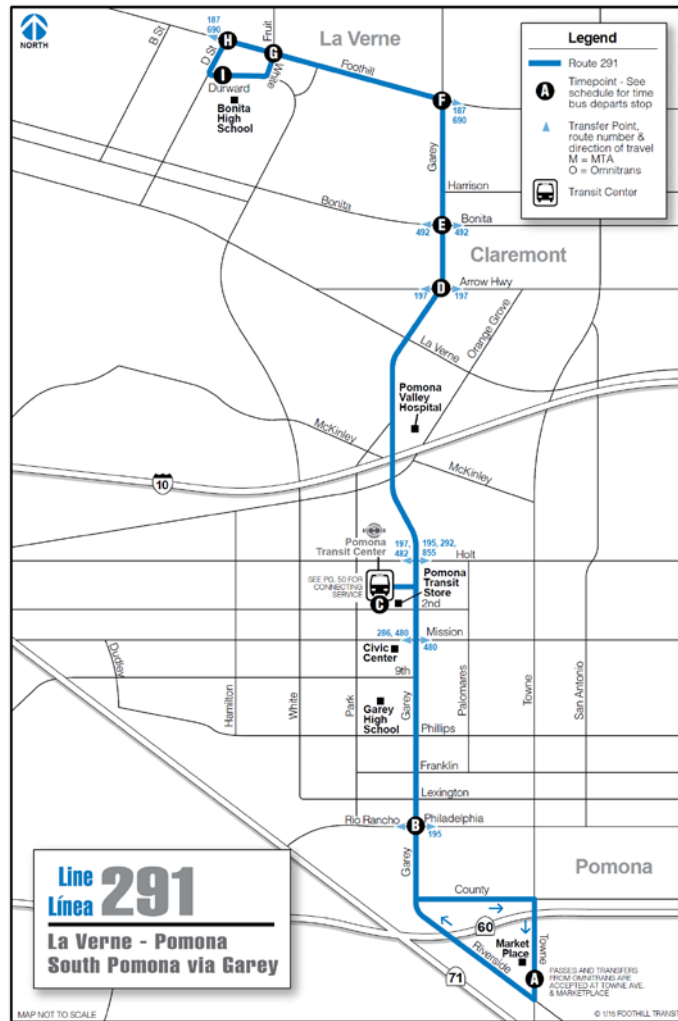 NORTH
187
690
Fruit
La Verne
B St
D St
H
G
White
Foothill
I
Durward
Bonita
High
School
F
187
690
Legend
Route 291
A
Timepoint - See
schedule for time
bus departs stop
Transfer Point,
route number &
direction of travel
M = MTA
O = Omnitrans
Transit Center
Garey
Harrison
Bonita
E
Bonita
492
492
Claremont
D
Arrow Hwy
197
197
Orange Grove
La Verne
Pomona
Valley
Hospital
McKinley
McKinley
10
Pomona
Transit Center
197,
482
195, 292,
855
Holt
SEE PG. 50 FOR
CONNECTING
SERVICE
C
Pomona
Transit
Store
2nd
286, 480
Mission
480
Civic
Center
9th
Dudley
Hamilton
White
Park
Garey
Palomares
Towne
San Antonio
Garey
High
School
Phillips
Franklin
Lexington
Rio Rancho
B
Philadelphia
195
Garey
Pomona
County
60
Riverside
Market
Place
Towne
A
71
PASSES AND TRANSFERS
FROM OMNITRANS ARE
ACCEPTED AT TOWNE AVE.
& MARKETPLACE
Line
Línea
291
La Verne - Pomona
South Pomona via Garey
MAP NOT TO SCALE
© 1/15 FOOTHILL TRANSIT